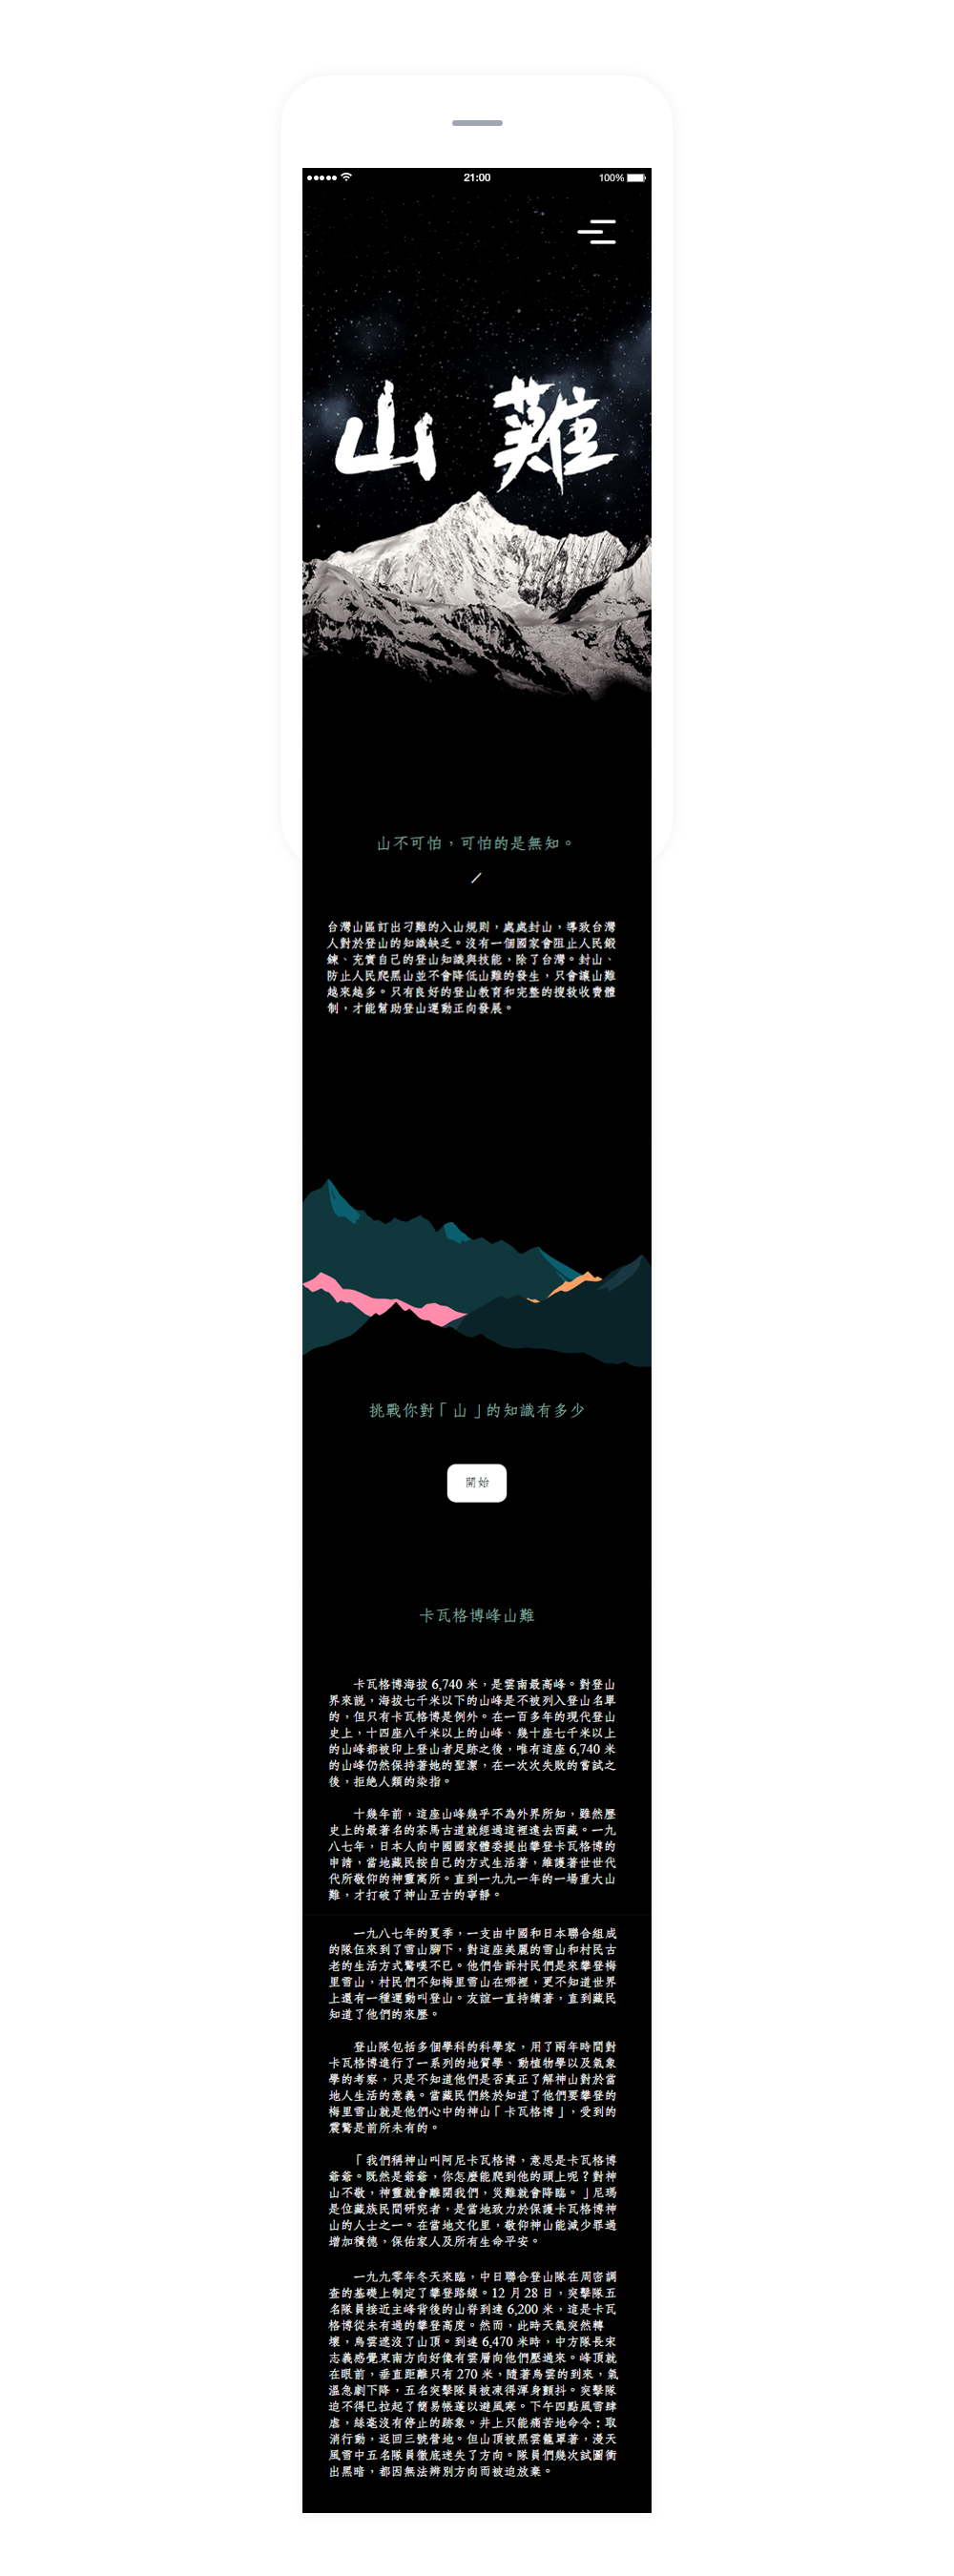 21:00
100%
山 難
山不可怕，可怕的是無知。
台灣山區訂出刁難的入山規則，處處封山，導致台灣
人對於登山的知識缺乏。沒有一個國家會阻止人民鍛
鍊、充實自己的登山知識與技能，除了台灣。封山、
防止人民爬黑山並不會降低山難的發生，只會讓山難
越來越多。只有良好的登山教育和完整的搜救收費體
制，才能幫助登山運動正向發展。
挑戰你對「山」的知識有多少
開始
卡瓦格博峰山難
卡瓦格博海拔 6,740 米，是雲南最高峰。對登山
界來說，海拔七千米以下的山峰是不被列入登山名單
的，但只有卡瓦格博是例外。在一百多年的現代登山
史上，十四座八千米以上的山峰、幾十座七千米以上
的山峰都被印上登山者足跡之後，唯有這座 6,740 米
的山峰仍然保持著她的聖潔，在一次次失敗的嘗試之
後，拒絕人類的染指。
十幾年前，這座山峰幾乎不為外界所知，雖然歷
史上的最著名的茶馬古道就經過這裡遠去西藏。一九
八七年，日本人向中國國家體委提出攀登卡瓦格博的
申請，當地藏民按自己的方式生活著，維護著世世代
代所敬仰的神靈寓所。直到一九九一年的一場重大山
難，才打破了神山亙古的寧靜。
一九八七年的夏季，一支由中國和日本聯合組成
的隊伍來到了雪山腳下，對這座美麗的雪山和村民古
老的生活方式驚嘆不已。他們告訴村民們是來攀登梅
里雪山，村民們不知梅里雪山在哪裡，更不知道世界
上還有一種運動叫登山。友誼一直持續著，直到藏民
知道了他們的來歷。
登山隊包括多個學科的科學家，用了兩年時間對
卡瓦格博進行了一系列的地質學、動植物學以及氣象
學的考察，只是不知道他們是否真正了解神山對於當
地人生活的意義。當藏民們終於知道了他們要攀登的
梅里雪山就是他們心中的神山「卡瓦格博」，受到的
震驚是前所未有的。
「我們稱神山叫阿尼卡瓦格博，意思是卡瓦格博
爺爺。既然是爺爺，你怎麼能爬到他的頭上呢？對神
山不敬，神靈就會離開我們，災難就會降臨。」尼瑪
是位藏族民間研究者，是當地致力於保護卡瓦格博神
山的人士之一。在當地文化里，敬仰神山能減少罪過
增加積德，保佑家人及所有生命平安。
一九九零年冬天來臨，中日聯合登山隊在周密調
查的基礎上制定了攀登路線。12 月 28 日，突擊隊五
名隊員接近主峰背後的山脊到達 6,200 米，這是卡瓦
格博從未有過的攀登高度。然而，此時天氣突然轉
壞，烏雲遮沒了山頂。到達 6,470 米時，中方隊長宋
志義感覺東南方向好像有雲層向他們壓過來。峰頂就
在眼前，垂直距離只有 270 米，隨著烏雲的到來，氣
溫急劇下降，五名突擊隊員被凍得渾身顫抖。突擊隊
迫不得已拉起了簡易帳蓬以避風寒。下午四點風雪肆
虐，絲毫沒有停止的跡象。井上只能痛苦地命令：取
消行動，返回三號營地。但山頂被黑雲籠罩著，漫天
風雪中五名隊員徹底迷失了方向。隊員們幾次試圖衝
出黑暗，都因無法辨別方向而被迫放棄。